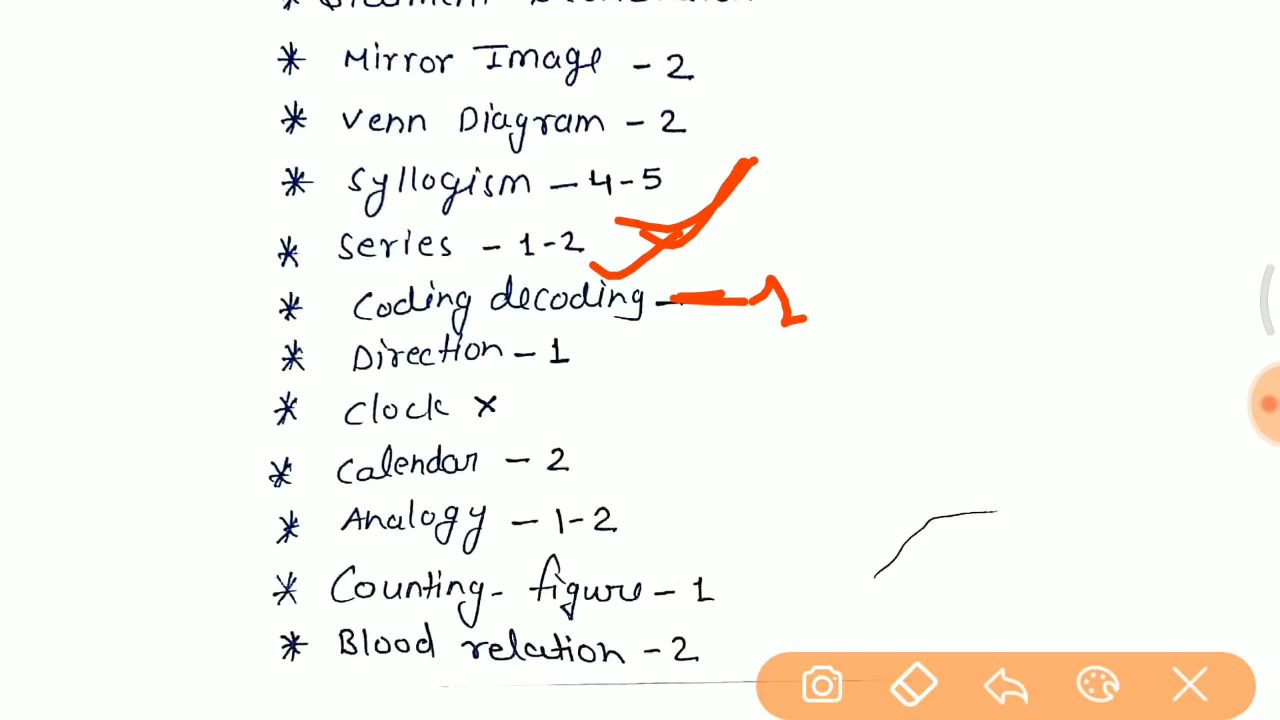 * Mirror Image - 2
* Venn Diagram - 2
* Syllogism - 4-5
* Series - 1-2
* Coding decoding - 1
* Direction - 1
* Clock ×
* Calendar - 2
* Analogy - 1-2
* Counting- figure - 1
* Blood relation - 2